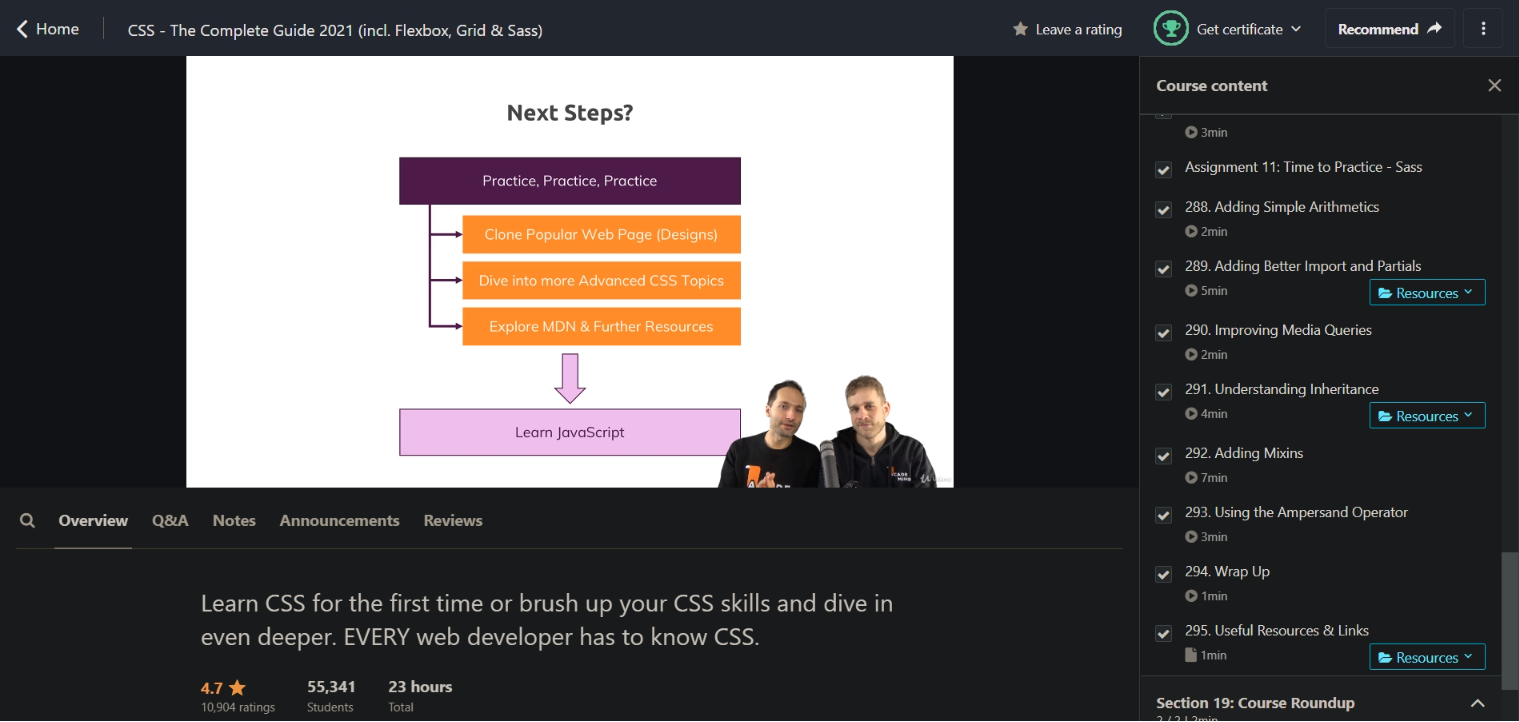 Home
CSS - The Complete Guide 2021 (incl. Flexbox, Grid & Sass)
Leave a rating
Get certificate
Recommend
Next Steps?
Practice, Practice, Practice
Clone Popular Web Page (Designs)
Dive into more Advanced CSS Topics
Explore MDN & Further Resources
Learn JavaScript
Overview Q&A Notes Announcements Reviews
Learn CSS for the first time or brush up your CSS skills and dive in
even deeper. EVERY web developer has to know CSS.
4.7 55,341 23 hours
10,904 ratings Students Total
Course content
3min
Assignment 11: Time to Practice - Sass
288. Adding Simple Arithmetics
2min
289. Adding Better Import and Partials
5min
Resources
290. Improving Media Queries
2min
291. Understanding Inheritance
4min
Resources
292. Adding Mixins
7min
293. Using the Ampersand Operator
3min
294. Wrap Up
1min
295. Useful Resources & Links
1min
Resources
Section 19: Course Roundup
2 / 2 | 2min